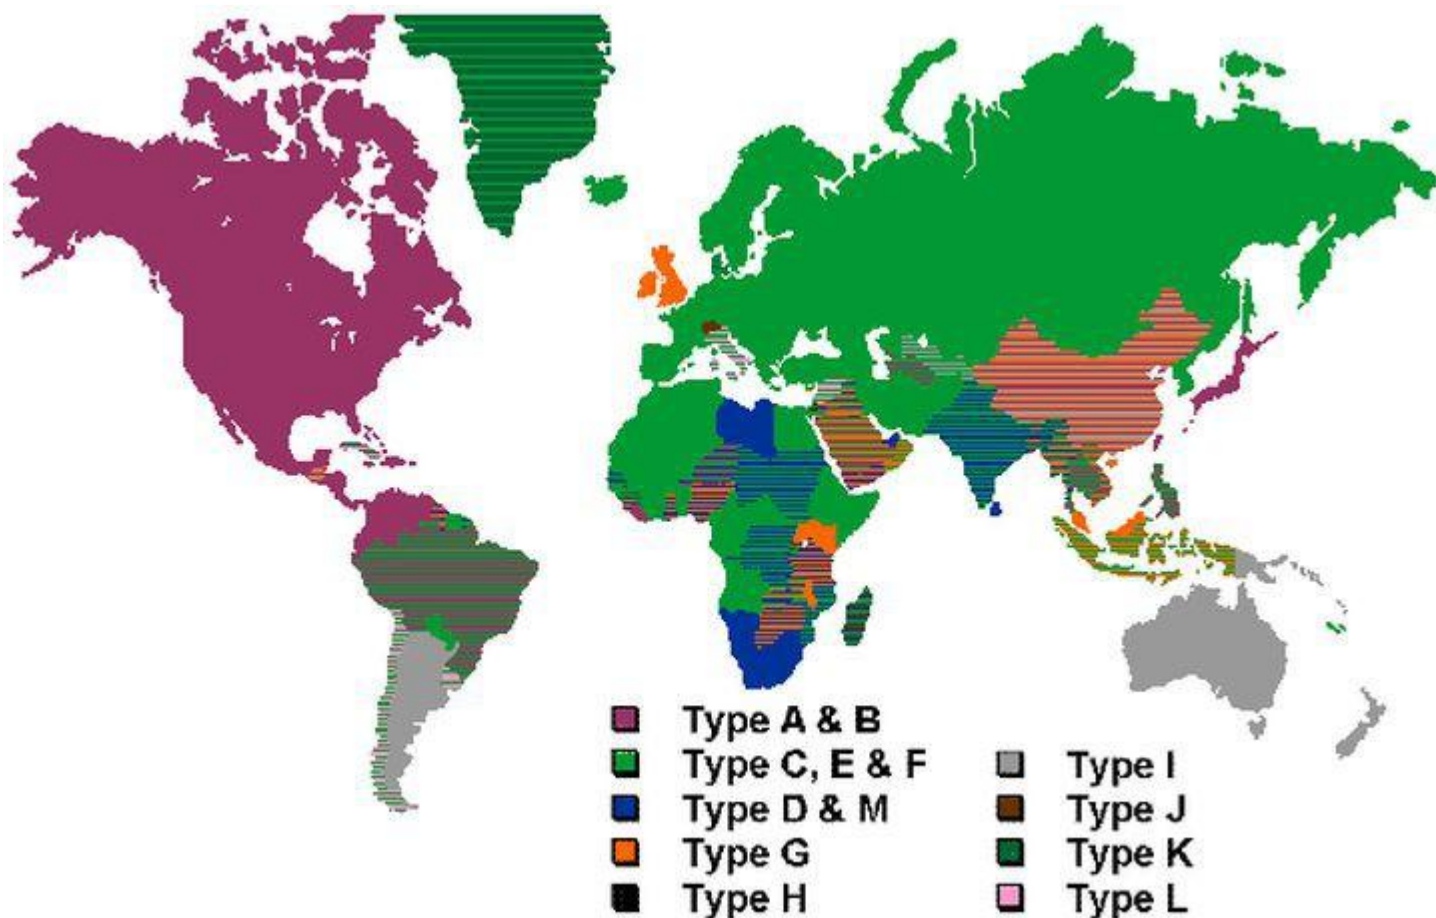 Type A & B
Type C, E & F
Type D & M
Type G
Type H
Type I
Type J
Type K
Type L